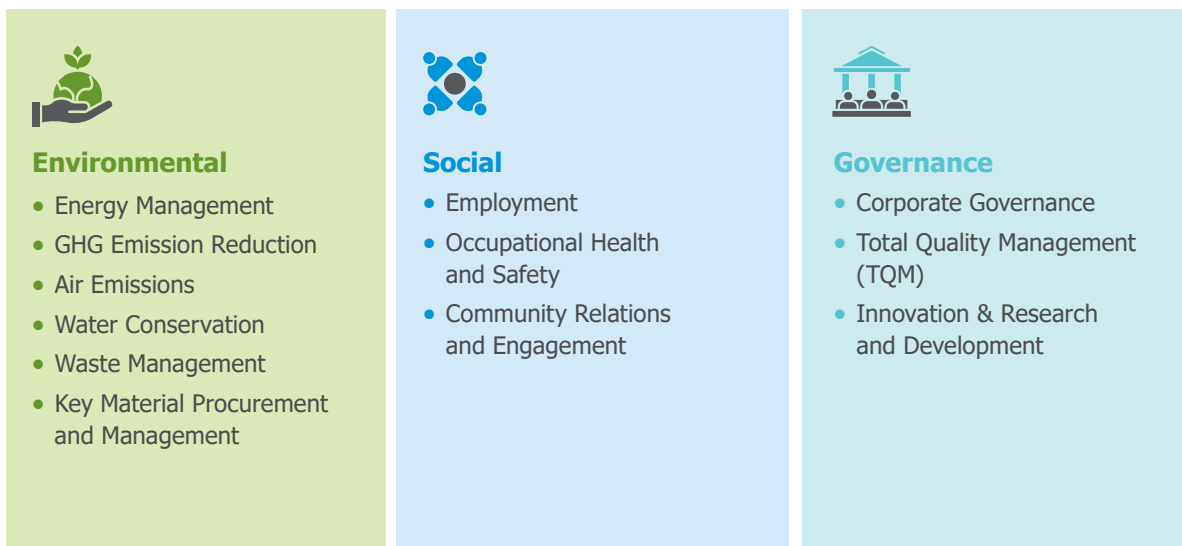 Environmental
• Energy Management
• GHG Emission Reduction
• Air Emissions
• Water Conservation
• Waste Management
• Key Material Procurement
and Management
Social
• Employment
• Occupational Health
and Safety
• Community Relations
and Engagement
Governance
• Corporate Governance
• Total Quality Management
(TQM)
• Innovation & Research
and Development